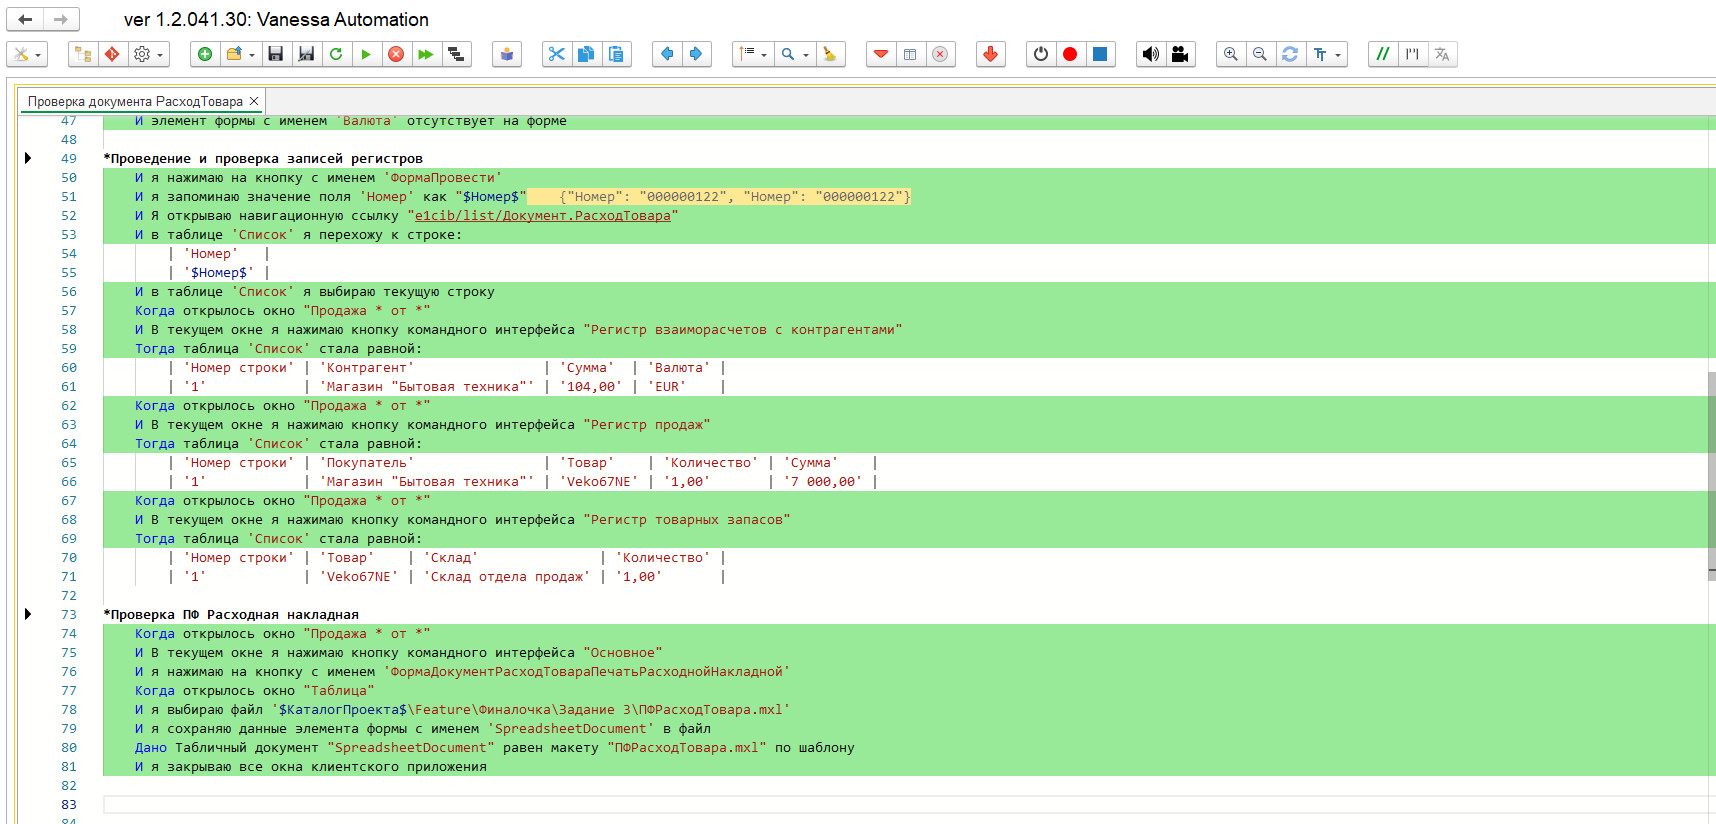 ver 1.2.041.30: Vanessa Automation
Проверка документа РасходТовара ×
47 И элемент формы с именем 'Валюта' отсутствует на форме
48
49 *Проведение и проверка записей регистров
50 И я нажимаю на кнопку с именем 'ФормаПровести'
51 И я запоминаю значение поля 'Номер' как "$Номер$" {"Номер": "000000122", "Номер": "000000122"}
52 И Я открываю навигационную ссылку "e1cib/list/Документ.РасходТовара"
53 И в таблице 'Список' я перехожу к строке:
54 | 'Номер' |
55 | '$Номер$' |
56 И в таблице 'Список' я выбираю текущую строку
57 Когда открылось окно "Продажа * от *"
58 И В текущем окне я нажимаю кнопку командного интерфейса "Регистр взаиморасчетов с контрагентами"
59 Тогда таблица 'Список' стала равной:
60 | 'Номер строки' | 'Контрагент' | 'Сумма' | 'Валюта' |
61 | '1' | 'Магазин "Бытовая техника"' | '104,00' | 'EUR' |
62 Когда открылось окно "Продажа * от *"
63 И В текущем окне я нажимаю кнопку командного интерфейса "Регистр продаж"
64 Тогда таблица 'Список' стала равной:
65 | 'Номер строки' | 'Покупатель' | 'Товар' | 'Количество' | 'Сумма' |
66 | '1' | 'Магазин "Бытовая техника"' | 'Veko67NE' | '1,00' | '7 000,00' |
67 Когда открылось окно "Продажа * от *"
68 И В текущем окне я нажимаю кнопку командного интерфейса "Регистр товарных запасов"
69 Тогда таблица 'Список' стала равной:
70 | 'Номер строки' | 'Товар' | 'Склад' | 'Количество' |
71 | '1' | 'Veko67NE' | 'Склад отдела продаж' | '1,00' |
72
73 *Проверка ПФ Расходная накладная
74 Когда открылось окно "Продажа * от *"
75 И В текущем окне я нажимаю кнопку командного интерфейса "Основное"
76 И я нажимаю на кнопку с именем 'ФормаДокументРасходТовараПечатьРасходнойНакладной'
77 Когда открылось окно "Таблица"
78 И я выбираю файл '$КаталогПроекта$\Feature\Финалочка\Задание 3\ПФРасходТовара.mxl'
79 И я сохраняю данные элемента формы с именем 'SpreadsheetDocument' в файл
80 Дано Табличный документ "SpreadsheetDocument" равен макету "ПФРасходТовара.mxl" по шаблону
81 И я закрываю все окна клиентского приложения
82
83
84